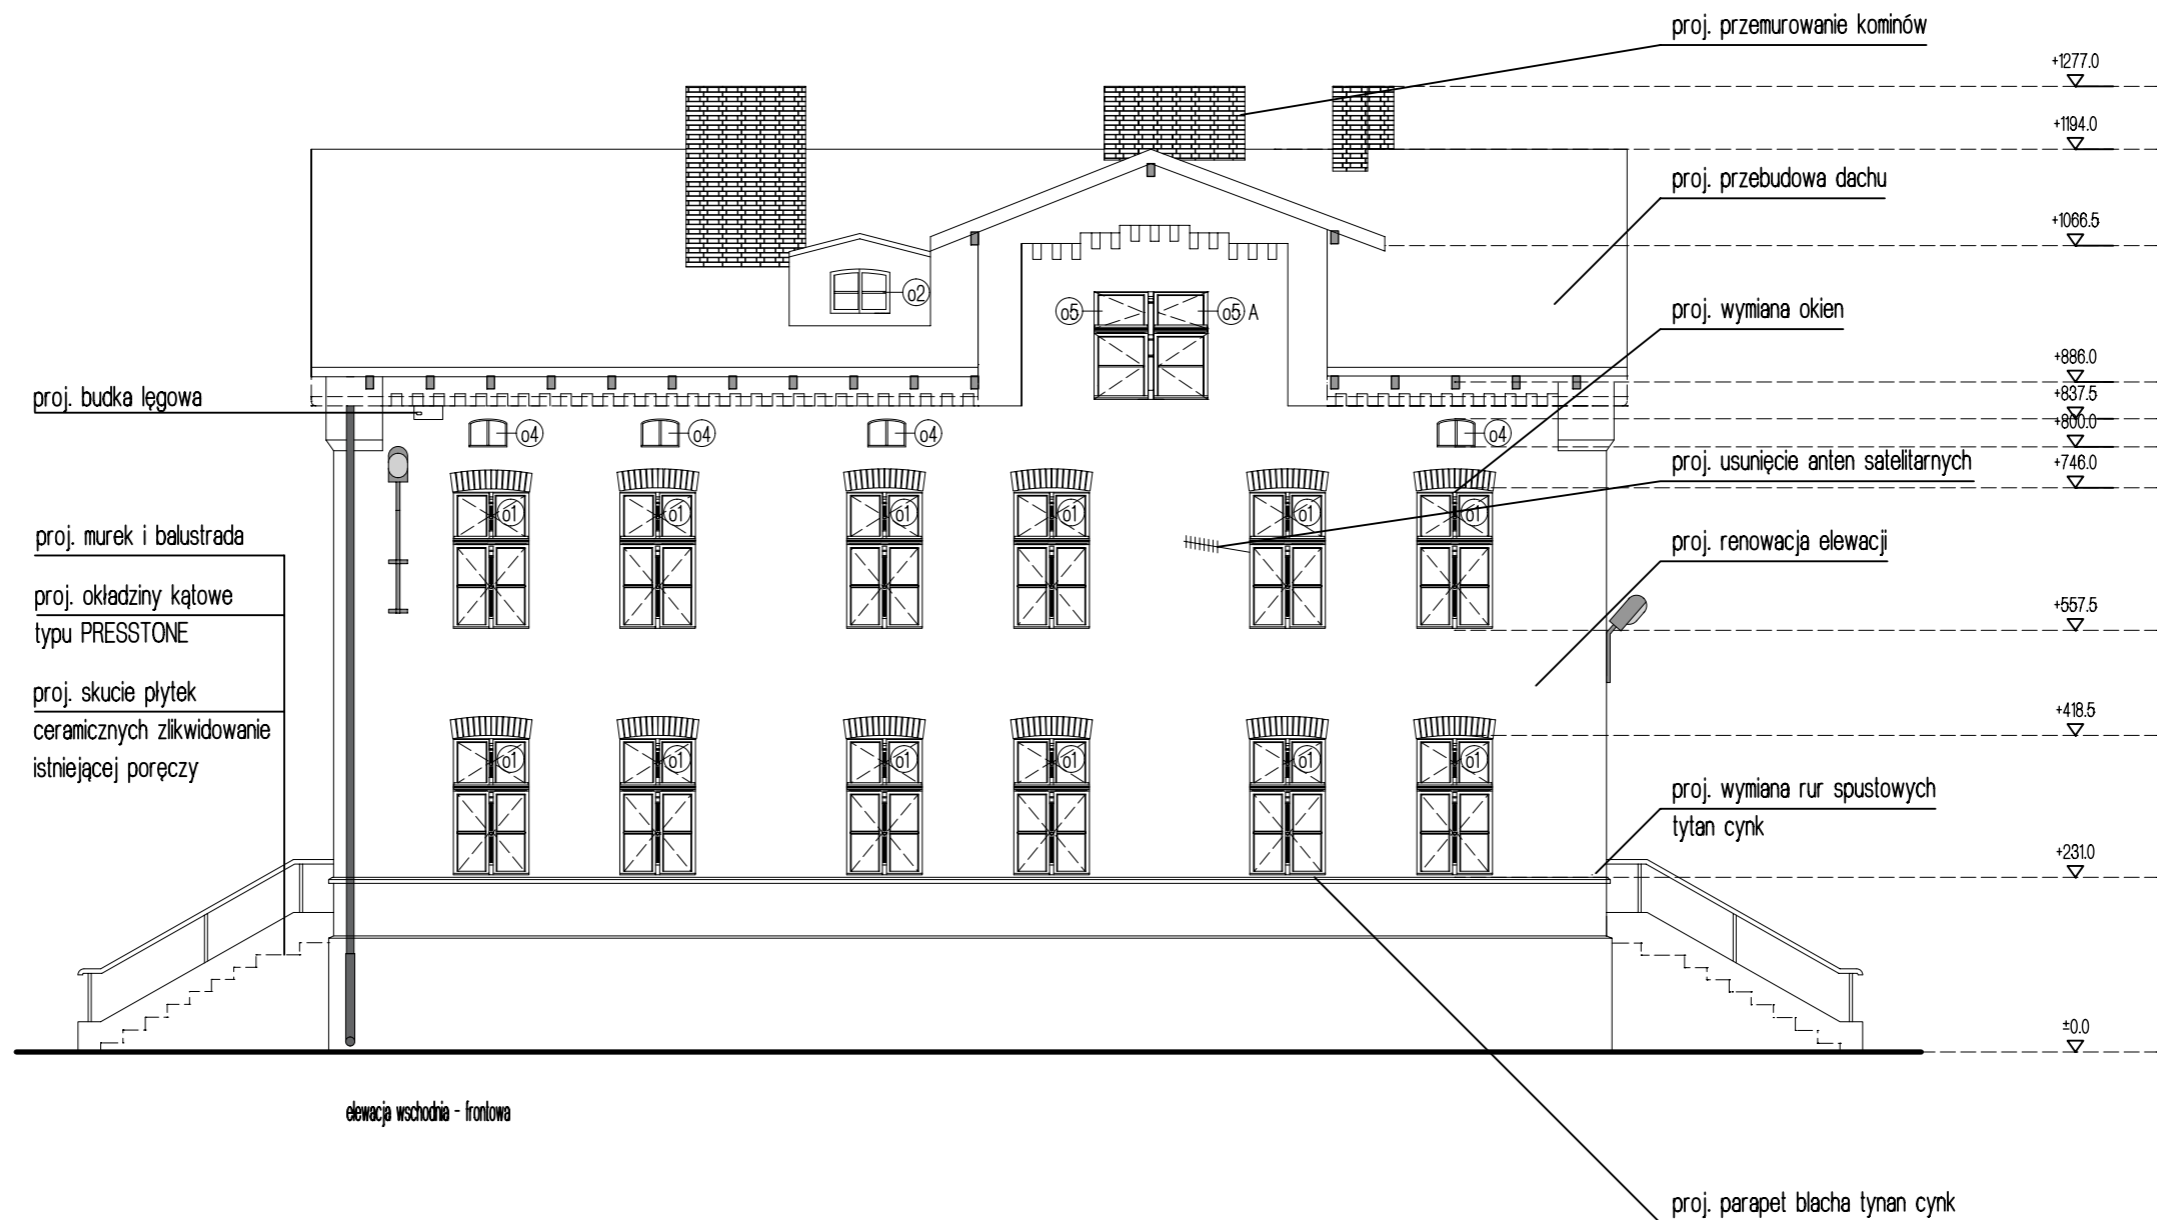 proj. przemurowanie kominów
+1277.0
+1194.0
proj. przebudowa dachu
+1066.5
o2
o5
o5 A
proj. wymiana okien
+886.0
proj. budka lęgowa
+837.5
+800.0
o4
o4
o4
o4
proj. usunięcie anten satelitarnych
+746.0
o1
o1
o1
o1
o1
o1
proj. murek i balustrada
proj. renowacja elewacji
proj. okładziny kątowe
typu PRESSTONE
+557.5
proj. skucie płytek
ceramicznych zlikwidowanie
istniejącej poręczy
+418.5
o1
o1
o1
o1
o1
o1
proj. wymiana rur spustowych
tytan cynk
+231.0
±0.0
elewacja wschodnia - frontowa
proj. parapet blacha tynan cynk